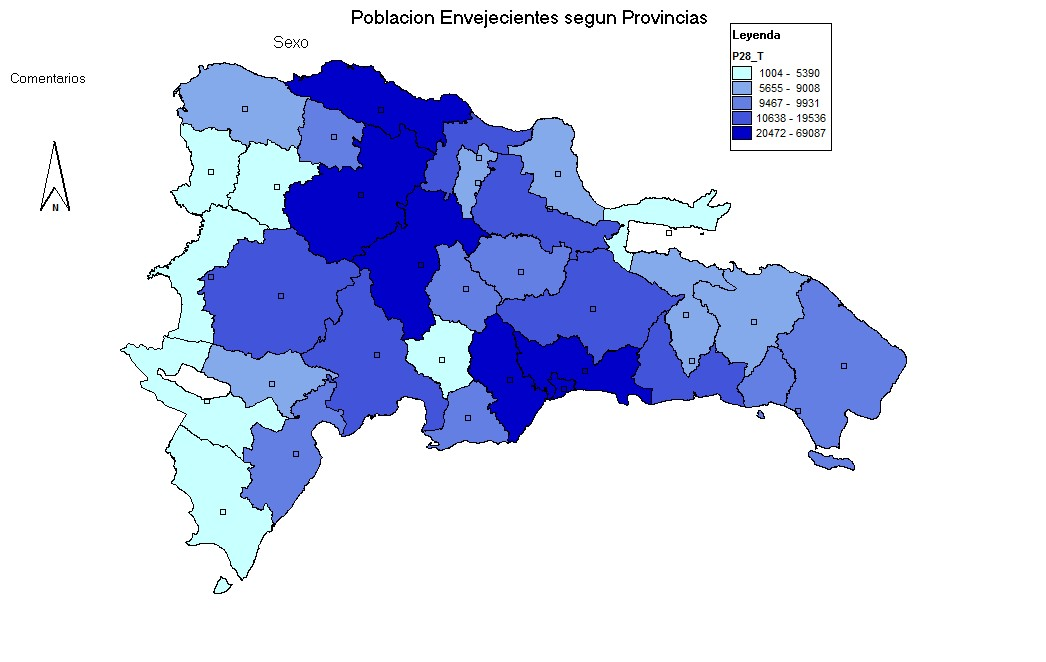 Poblacion Envejecientes segun Provincias
Sexo
Comentarios
Leyenda
P28_T
1004 - 5390
5655 - 9008
9467 - 9931
10638 - 19536
20472 - 69087
N